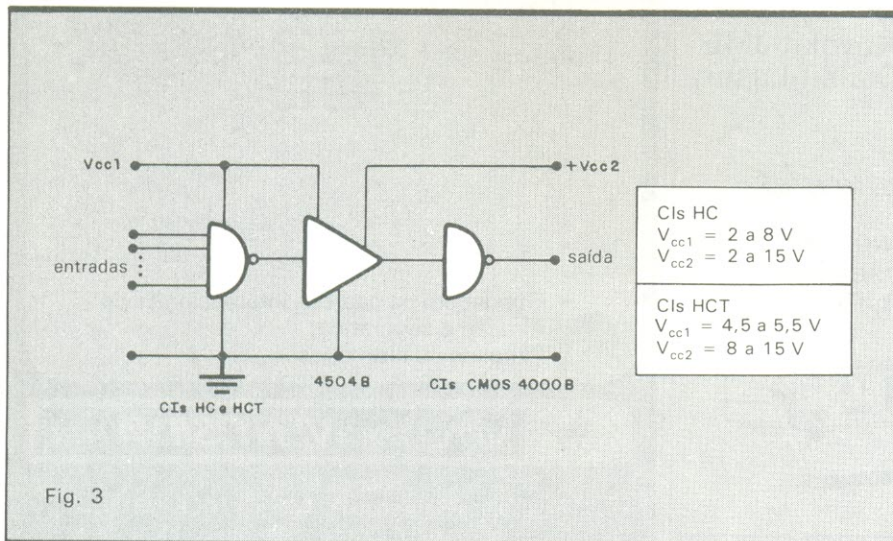 Vcc1
+Vcc2
entradas
saída
4504B
CIs CMOS 4000B
CIs HC e HCT
CIs HC
Vcc1 = 2 a 8 V
Vcc2 = 2 a 15 V
CIs HCT
Vcc1 = 4,5 a 5,5 V
Vcc2 = 8 a 15 V
Fig. 3